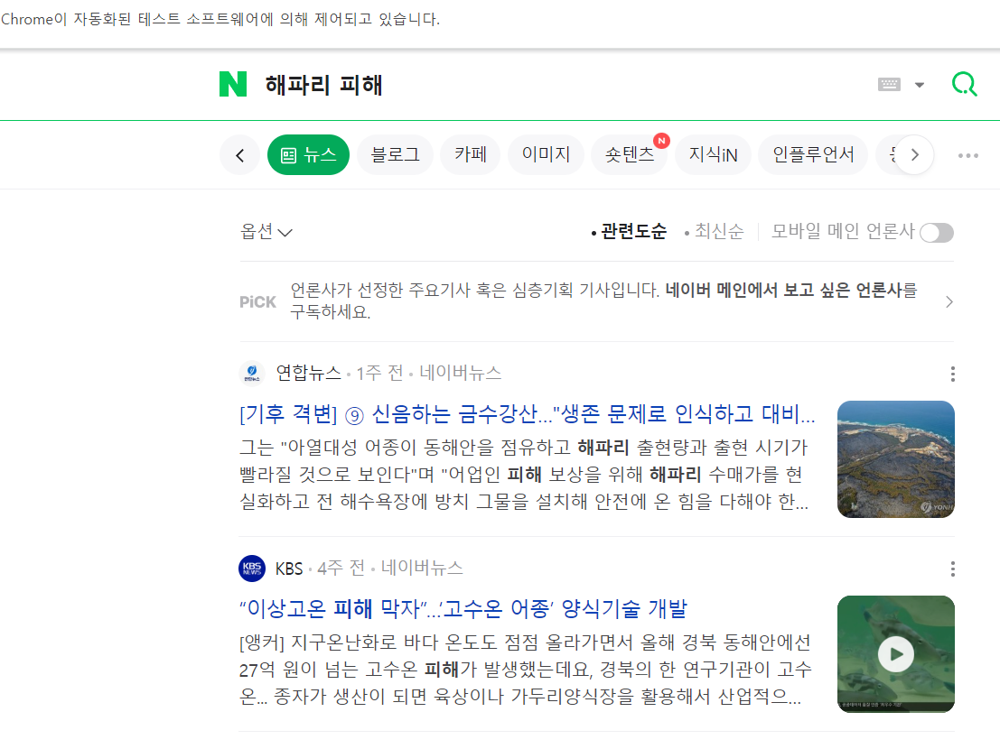 Chrome이 자동화된 테스트 소프트웨어에 의해 제어되고 있습니다.
N 해파리 피해
뉴스 블로그 카페 이미지 숏텐츠 N 지식iN 인플루언서
옵션 • 관련도순 • 최신순 모바일 메인 언론사
PiCK 언론사가 선정한 주요기사 혹은 심층기획 기사입니다. 네이버 메인에서 보고 싶은 언론사를
구독하세요.
연합뉴스 • 1주 전 • 네이버뉴스
[기후 격변] ⑨ 신음하는 금수강산..."생존 문제로 인식하고 대비...
그는 "아열대성 어종이 동해안을 점유하고 해파리 출현량과 출현 시기가
빨라질 것으로 보인다"며 "어업인 피해 보상을 위해 해파리 수매가를 현
실화하고 전 해수욕장에 방치 그물을 설치해 안전에 온 힘을 다해야 한...
KBS NEWS KBS • 4주 전 • 네이버뉴스
“이상고온 피해 막자”…‘고수온 어종’ 양식기술 개발
[앵커] 지구온난화로 바다 온도도 점점 올라가면서 올해 경북 동해안에선
27억 원이 넘는 고수온 피해가 발생했는데요, 경북의 한 연구기관이 고수
온... 종자가 생산이 되면 육상이나 가두리양식장을 활용해서 산업적으...